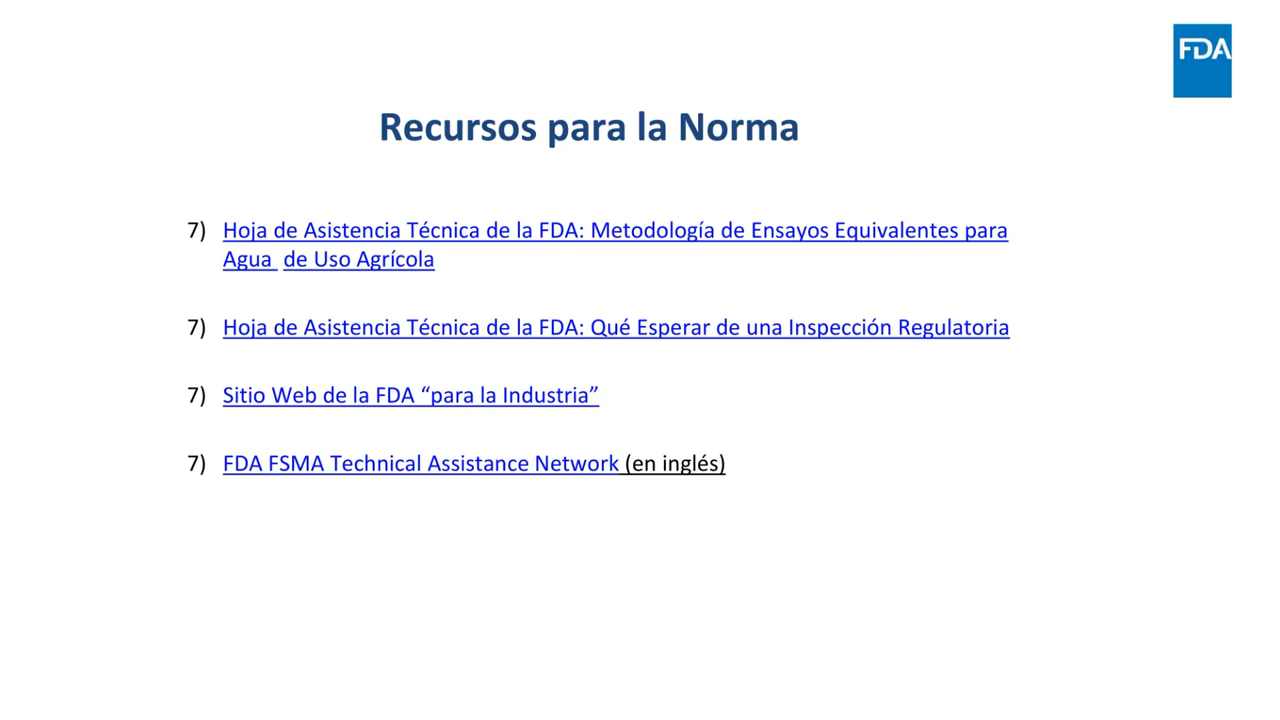 FDA
Recursos para la Norma
7) Hoja de Asistencia Técnica de la FDA: Metodología de Ensayos Equivalentes para
Agua de Uso Agrícola
7) Hoja de Asistencia Técnica de la FDA: Qué Esperar de una Inspección Regulatoria
7) Sitio Web de la FDA “para la Industria”
7) FDA FSMA Technical Assistance Network (en inglés)